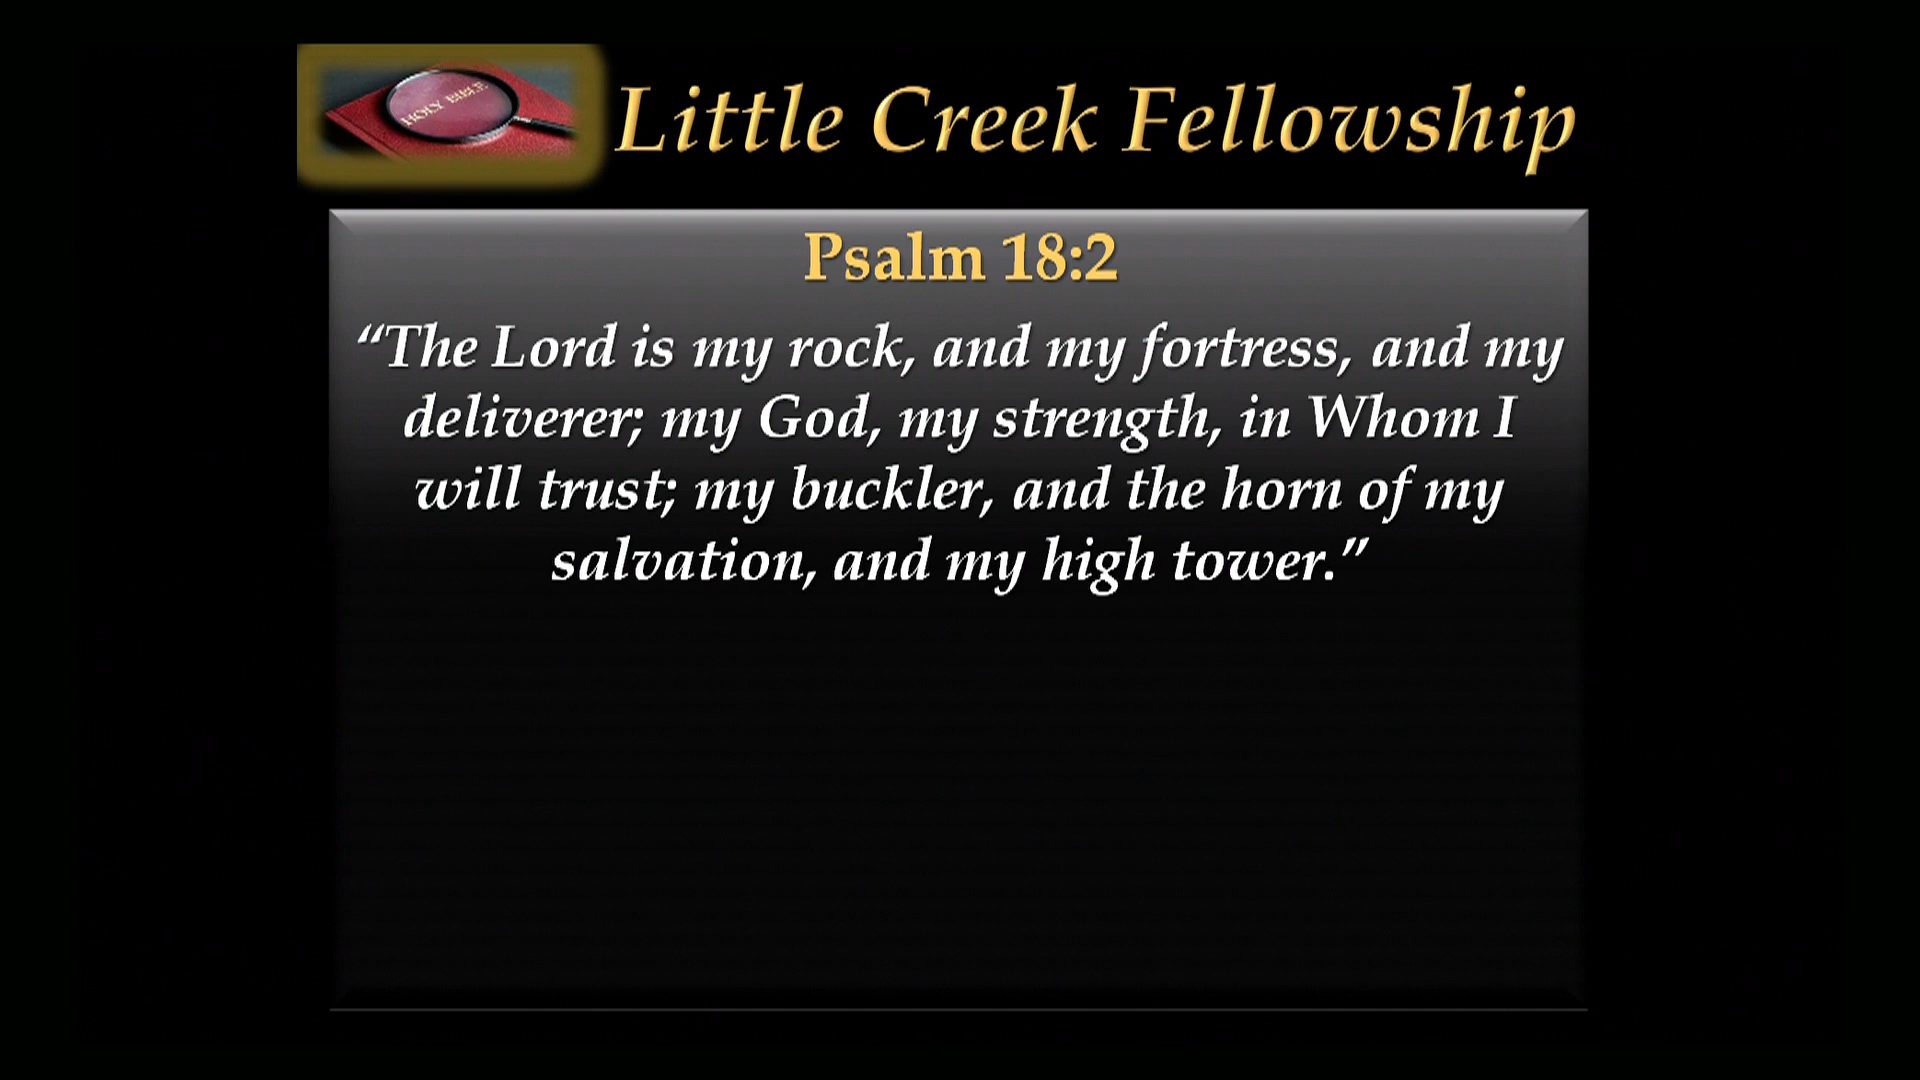 HOLY BIBLE
Little Creek Fellowship
Psalm 18:2
“The Lord is my rock, and my fortress, and my
deliverer; my God, my strength, in Whom I
will trust; my buckler, and the horn of my
salvation, and my high tower.”